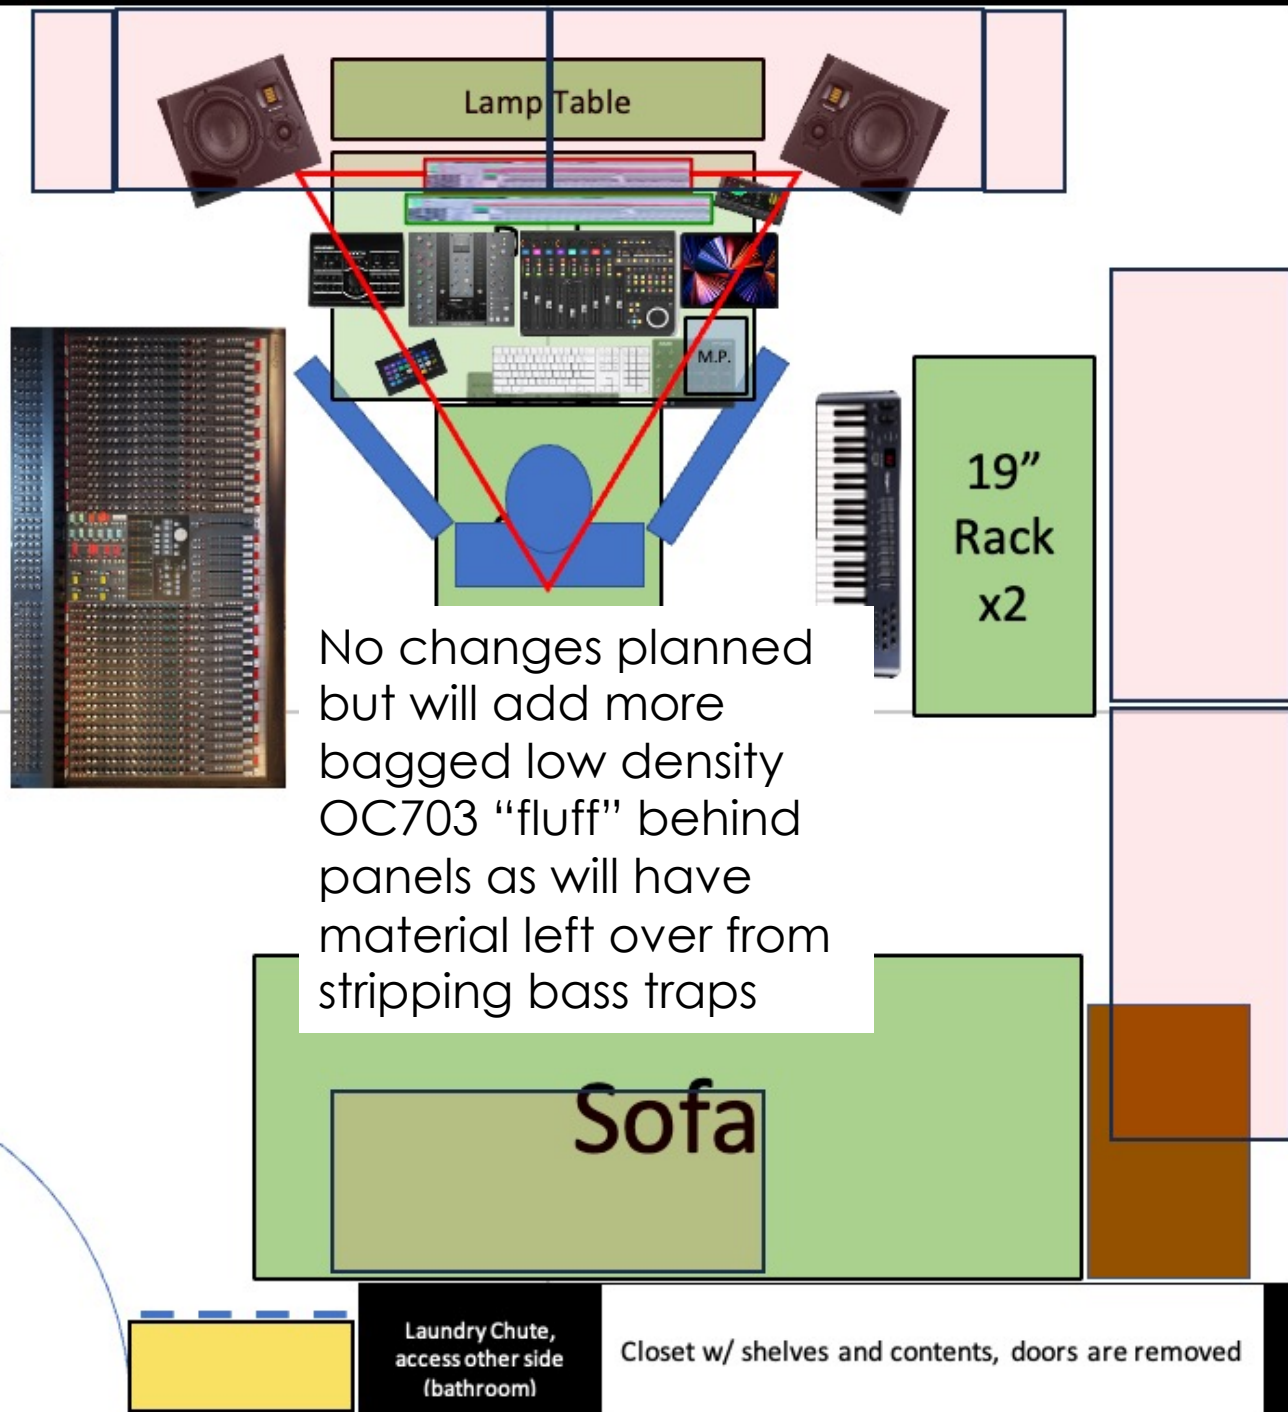 Lamp Table
M.P.
19”
Rack
x2
No changes planned
but will add more
bagged low density
OC703 “fluff” behind
panels as will have
material left over from
stripping bass traps
Sofa
Laundry Chute,
access other side
(bathroom)
Closet w/ shelves and contents, doors are removed